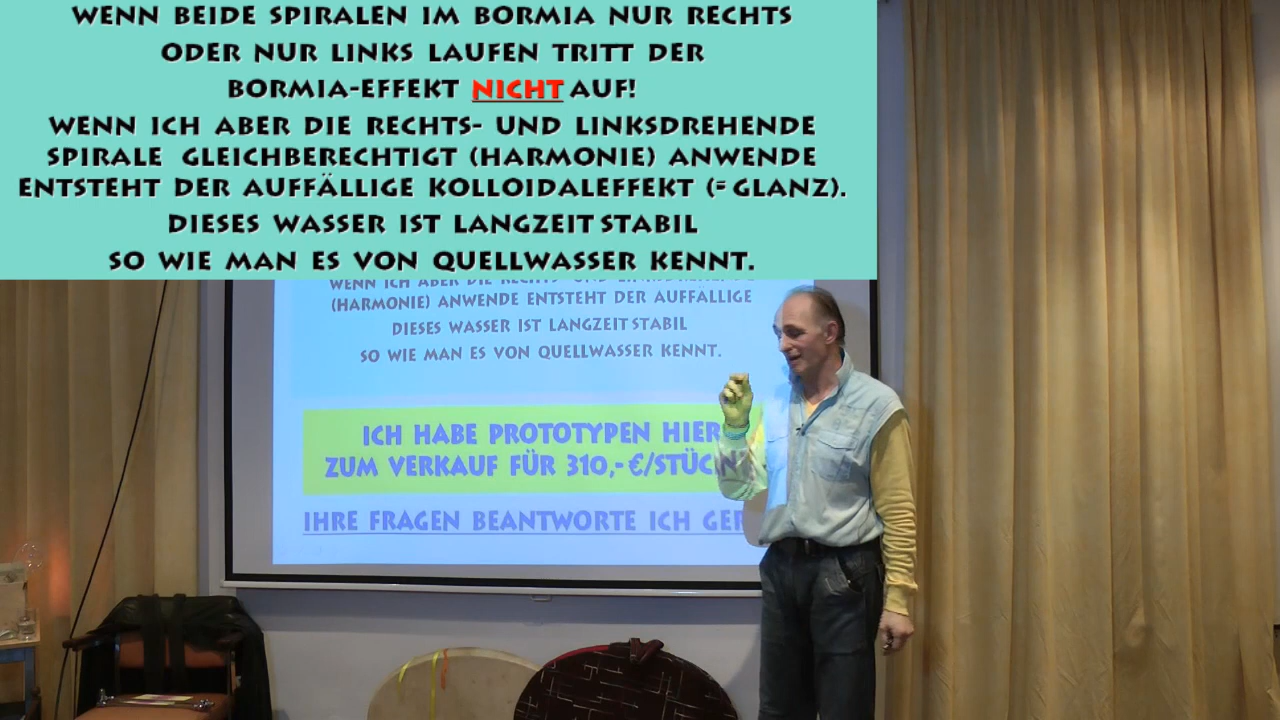 WENN BEIDE SPIRALEN IM BORMIA NUR RECHTS
ODER NUR LINKS LAUFEN TRITT DER
BORMIA-EFFEKT NICHT AUF!
WENN ICH ABER DIE RECHTS- UND LINKSDREHENDE
SPIRALE GLEICHBERECHTIGT (HARMONIE) ANWENDE
ENTSTEHT DER AUFFÄLLIGE KOLLOIDALEFFEKT (= GLANZ).
DIESES WASSER IST LANGZEITSTABIL
SO WIE MAN ES VON QUELLWASSER KENNT.
WENN ICH ABER DIE RECHTS- UND LINKSDREHENDE
(HARMONIE) ANWENDE ENTSTEHT DER AUFFÄLLIGE
DIESES WASSER IST LANGZEITSTABIL
SO WIE MAN ES VON QUELLWASSER KENNT.
ICH HABE PROTOTYPEN HIER
ZUM VERKAUF FÜR 310,- €/STÜCK
IHRE FRAGEN BEANTWORTE ICH